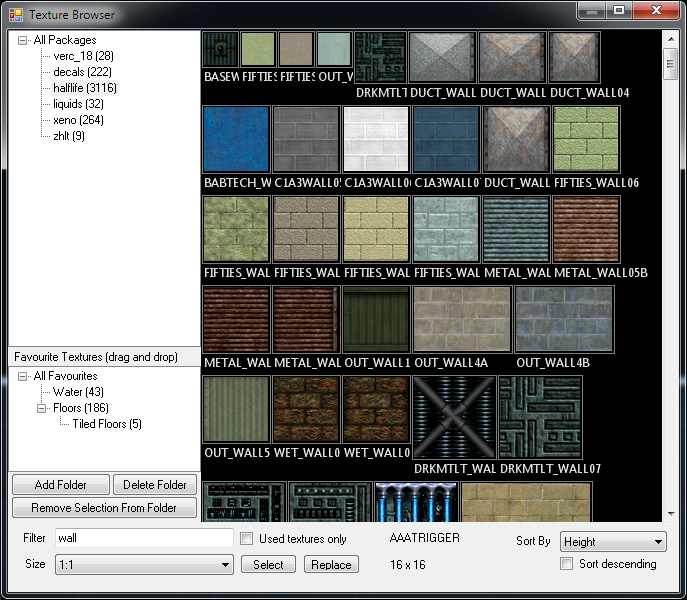 Texture Browser
All Packages
verc_18 (28)
decals (222)
halflife (3116)
liquids (32)
xeno (264)
zhlt (9)
Favourite Textures (drag and drop)
All Favourites
Water (43)
Floors (186)
Tiled Floors (5)
Add Folder
Delete Folder
Remove Selection From Folder
BASEW FIFTIES FIFTIES OUT_V DRKMTLT DUCT_WALL DUCT_WALL DUCT_WALL04
BABTECH_W C1A3WALL05 C1A3WALL0 C1A3WALL0 DUCT_WALL FIFTIES_WALL06
FIFTIES_WAL FIFTIES_WAL FIFTIES_WAL FIFTIES_WAL METAL_WAL METAL_WALL05B
METAL_WAL METAL_WAL OUT_WALL1 OUT_WALL4A OUT_WALL4B
OUT_WALL5 WET_WALL0 WET_WALL0 DRKMTLT_WAL DRKMTLT_WALL07
Filter wall Used textures only AAATRIGGER Sort By Height
Size 1:1 Select Replace 16 x 16 Sort descending